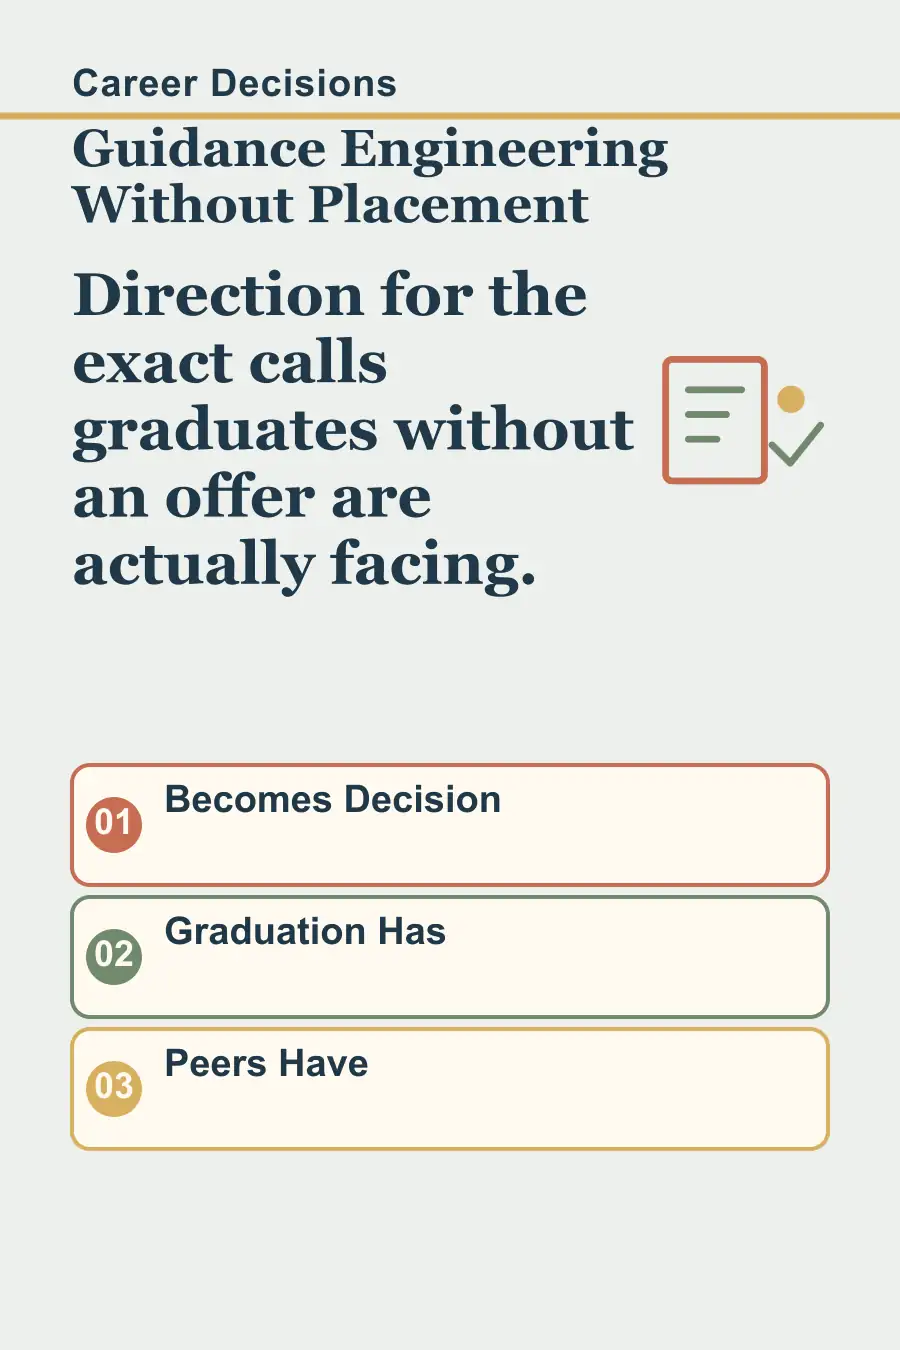 Career Decisions
Guidance Engineering
Without Placement
Direction for the
exact calls
graduates without
an offer are
actually facing.
01
Becomes Decision
02
Graduation Has
03
Peers Have